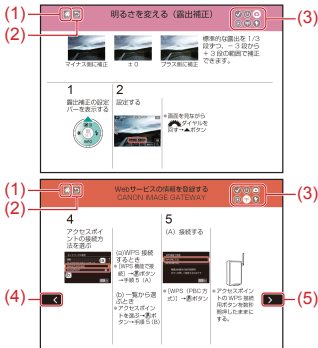 (1)
(2)
(3)
明るさを変える（露出補正）
マイナス側に補正
±0
プラス側に補正
標準的な露出を 1/3
段ずつ、－3 段から
＋3 段の範囲で補正
できます。
1
露出補正の設定
バーを表示する
2
設定する
● 画面を見ながら
ダイヤルを
回す→▲ボタン
(1)
(2)
(3)
Webサービスの情報を登録する
CANON iMAGE GATEWAY
4
アクセスポイ
ントの接続方
法を選ぶ
(a)WPS 接続
するとき
● [WPS 機能で接
続] →ボタン
→手順 5（A）
(b) 一覧から選
ぶとき
● アクセスポイン
トを選ぶ→ボ
タン→手順 5 (B)
5
(A) 接続する
● [WPS（PBC 方
式）] →ボタン
● アクセスポイン
トの WPS 接続
用ボタンを数秒
間押したままに
する。
(4)
(5)